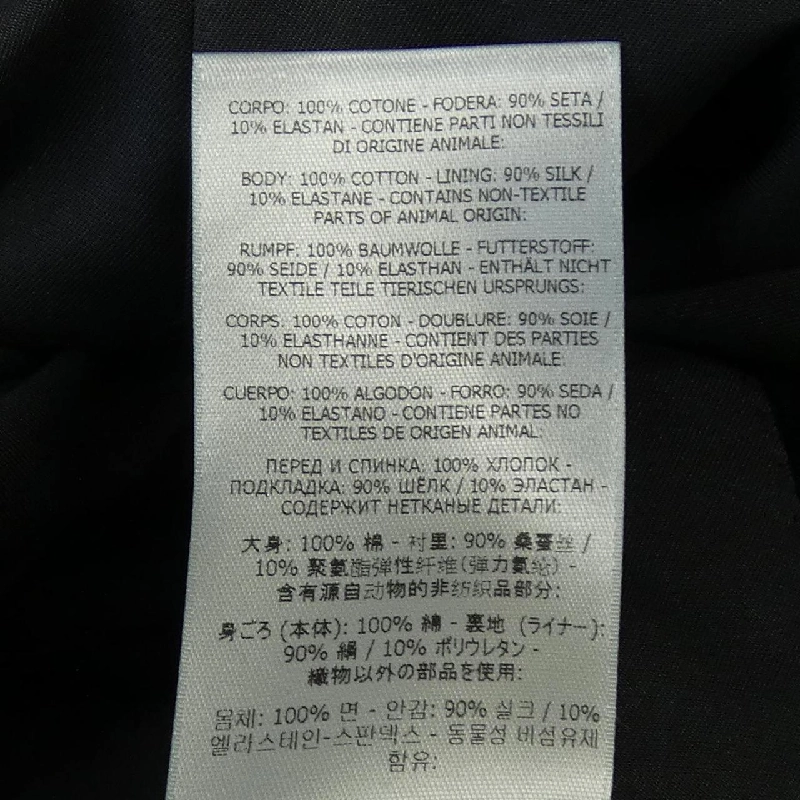 CORPO: 100% COTONE - FODERA: 90% SETA /
10% ELASTAN - CONTIENE PARTI NON TESSILI
DI ORIGINE ANIMALE:
BODY: 100% COTTON - LINING: 90% SILK /
10% ELASTANE - CONTAINS NON-TEXTILE
PARTS OF ANIMAL ORIGIN:
RUMPF: 100% BAUMWOLLE - FUTTERSTOFF:
90% SEIDE / 10% ELASTHAN - ENTHÄLT NICHT
TEXTILE TEILE TIERISCHEN URSPRUNGS:
CORPS: 100% COTON - DOUBLURE: 90% SOIE /
10% ELASTHANNE - CONTIENT DES PARTIES
NON TEXTILES D'ORIGINE ANIMALE:
CUERPO: 100% ALGODÓN - FORRO: 90% SEDA /
10% ELASTANO - CONTIENE PARTES NO
TEXTILES DE ORIGEN ANIMAL:
ПЕРЕД И СПИНКА: 100% ХЛОПОК -
ПОДКЛАДКА: 90% ШЁЛК / 10% ЭЛАСТАН -
СОДЕРЖИТ НЕТКАНЫЕ ДЕТАЛИ:
大身: 100% 棉 - 衬里: 90% 桑蚕丝 /
10% 聚氨酯弹性纤维(弹力氨纶) -
含有源自动物的非纺织品部分:
身ごろ (本体): 100% 綿 - 裏地 (ライナー):
90% 絹 / 10% ポリウレタン -
織物以外の部品を使用:
몸체: 100% 면 - 안감: 90% 실크 / 10%
엘라스테인-스판덱스 - 동물성 비섬유제
함유: